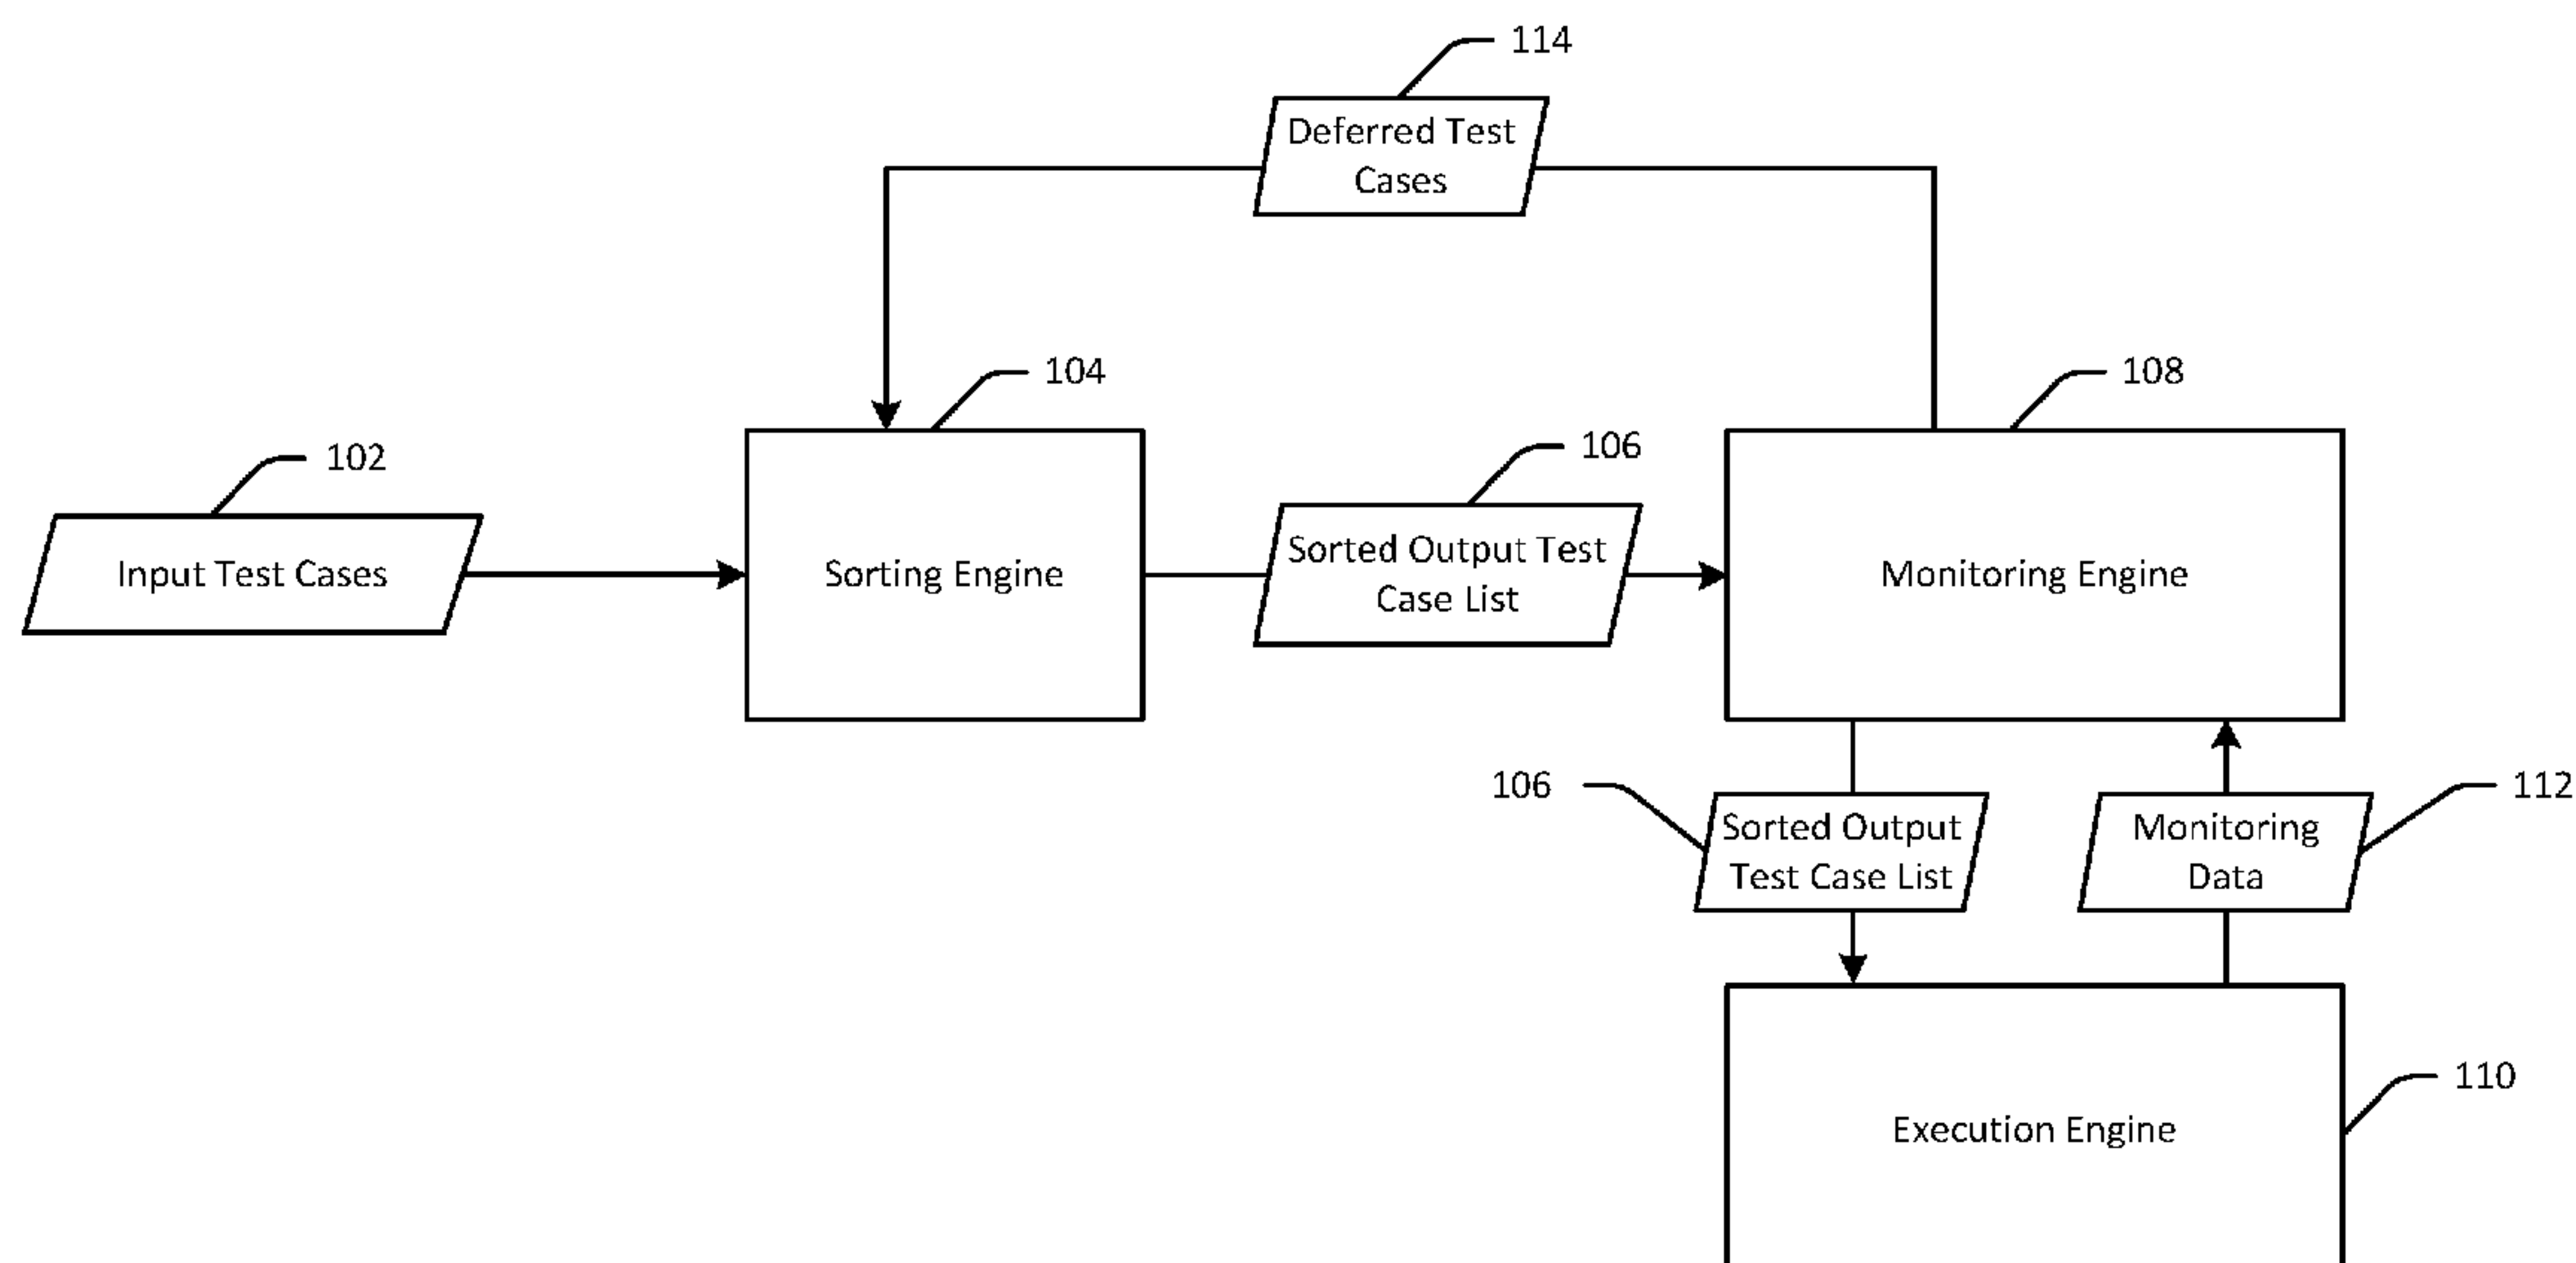 114
Deferred Test
Cases
104
108
102
106
Input Test Cases
Sorting Engine
Sorted Output Test
Case List
Monitoring Engine
106
112
Sorted Output
Test Case List
Monitoring
Data
110
Execution Engine